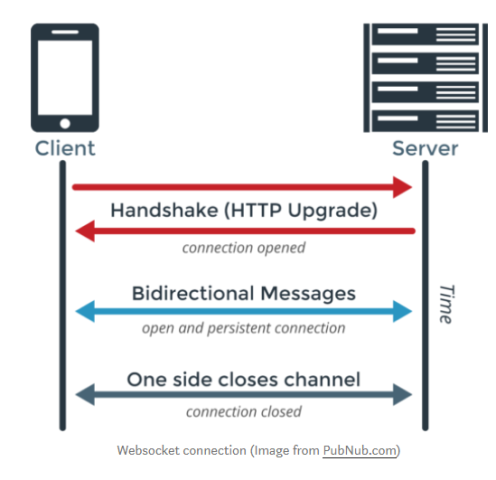 Client
Server
Handshake (HTTP Upgrade)
connection opened
Bidirectional Messages
open and persistent connection
Time
One side closes channel
connection closed
Websocket connection (Image from PubNub.com)